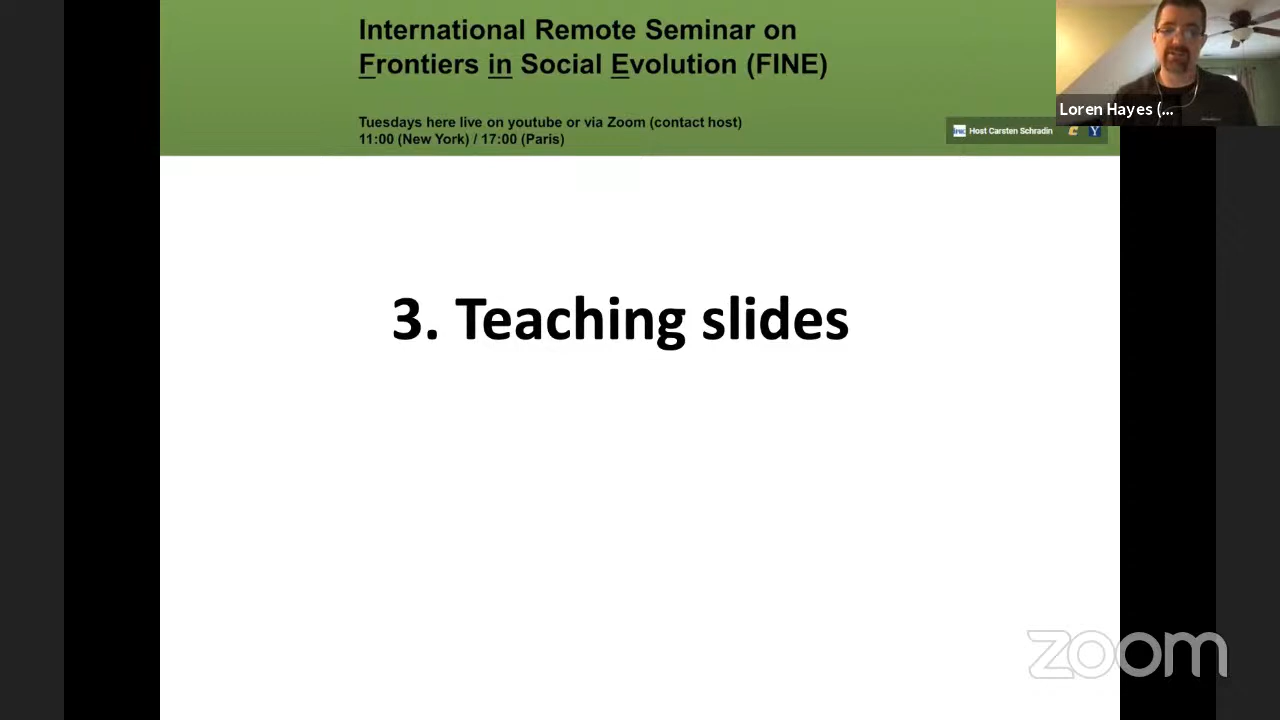 International Remote Seminar on
Frontiers in Social Evolution (FINE)
Tuesdays here live on youtube or via Zoom (contact host)
11:00 (New York) / 17:00 (Paris)
Loren Hayes (...
Host Carsten Schradin
Y
3. Teaching slides
zoom